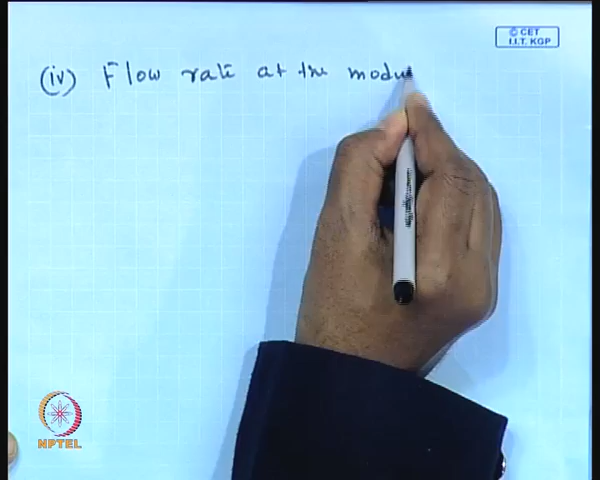 © CET
I.I.T. KGP
(iv) Flow rate at the modu
NPTEL